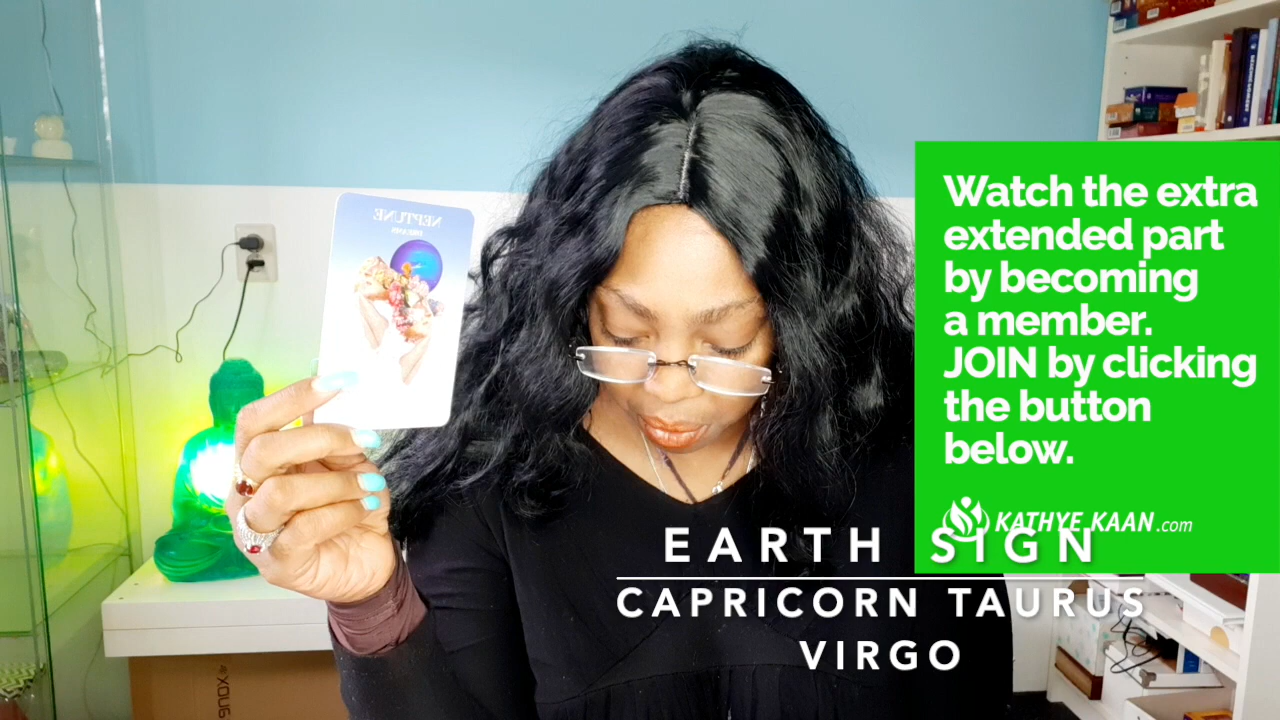 NEPTUNE
DREAMS
Watch the extra
extended part
by becoming
a member.
JOIN by clicking
the button
below.
KATHYE KAAN.com
EARTH SIGN
CAPRICORN TAURUS
VIRGO